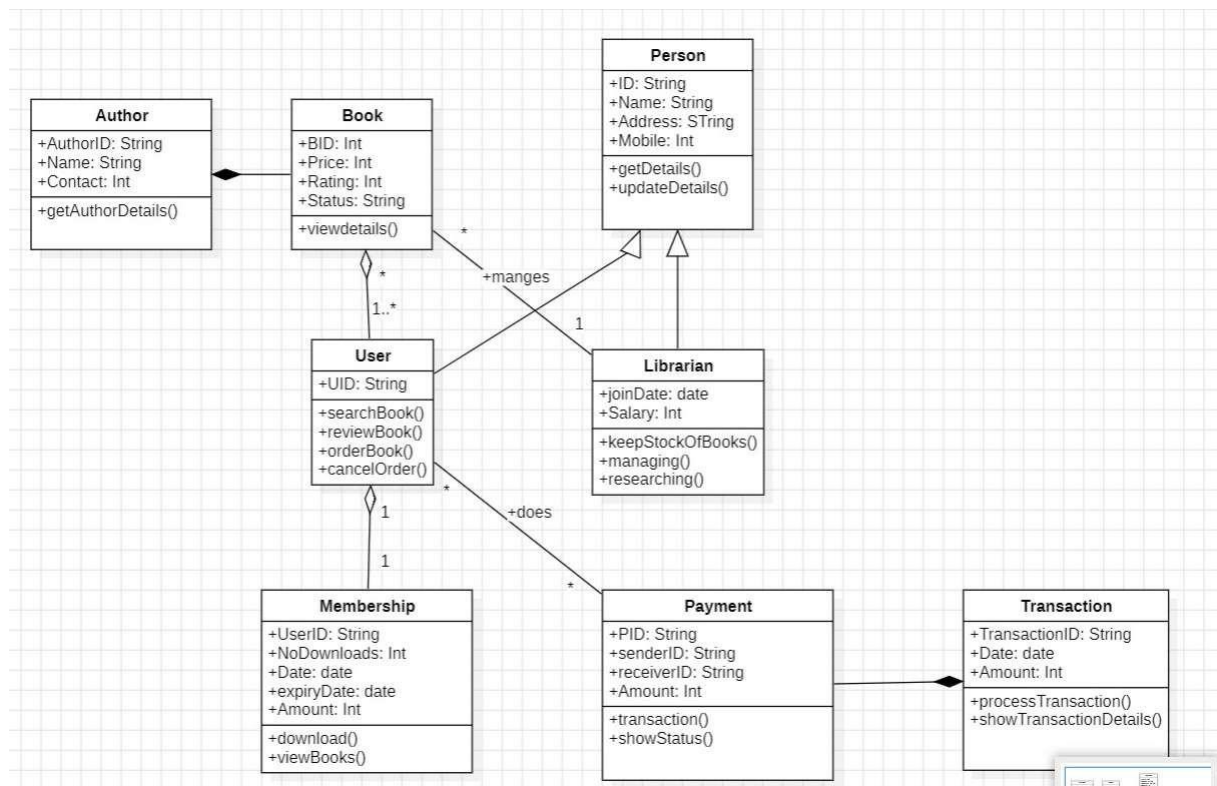 Person
+ID: String
+Name: String
+Address: STring
+Mobile: Int
+getDetails()
+updateDetails()
Author
+AuthorID: String
+Name: String
+Contact: Int
+getAuthorDetails()
Book
+BID: Int
+Price: Int
+Rating: Int
+Status: String
+viewdetails()
*
+manges
1
*
1..*
User
+UID: String
+searchBook()
+reviewBook()
+orderBook()
+cancelOrder()
Librarian
+joinDate: date
+Salary: Int
+keepStockOfBooks()
+managing()
+researching()
*
+does
*
1
1
Membership
+UserID: String
+NoDownloads: Int
+Date: date
+expiryDate: date
+Amount: Int
+download()
+viewBooks()
Payment
+PID: String
+senderID: String
+receiverID: String
+Amount: Int
+transaction()
+showStatus()
Transaction
+TransactionID: String
+Date: date
+Amount: Int
+processTransaction()
+showTransactionDetails()